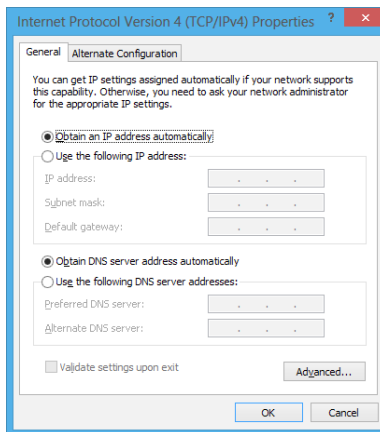 Internet Protocol Version 4 (TCP/IPv4) Properties ? ×
General Alternate Configuration
You can get IP settings assigned automatically if your network supports
this capability. Otherwise, you need to ask your network administrator
for the appropriate IP settings.
Obtain an IP address automatically
Use the following IP address:
IP address: . . .
Subnet mask: . . .
Default gateway: . . .
Obtain DNS server address automatically
Use the following DNS server addresses:
Preferred DNS server: . . .
Alternate DNS server: . . .
Validate settings upon exit
Advanced...
OK Cancel